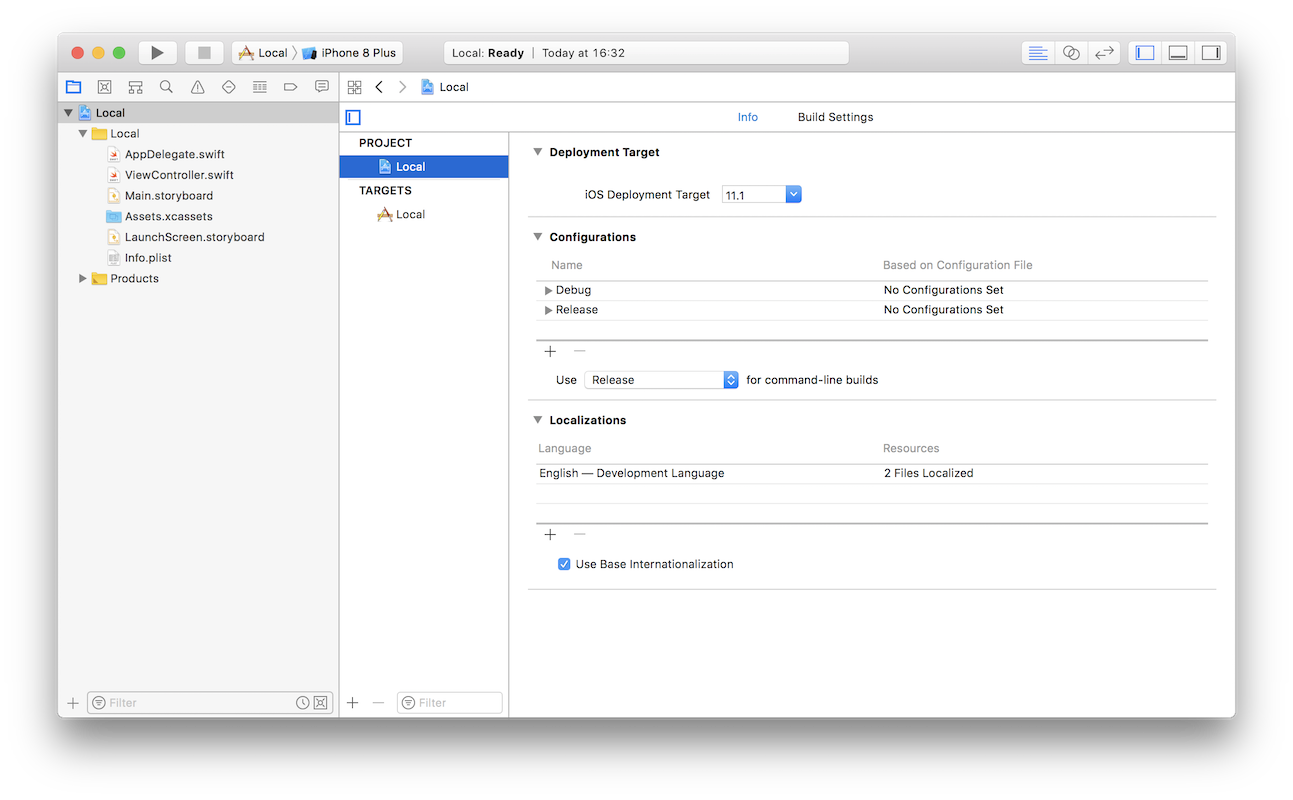 Local iPhone 8 Plus
Local: Ready | Today at 16:32
Local
Local
Local
AppDelegate.swift
ViewController.swift
Main.storyboard
Assets.xcassets
LaunchScreen.storyboard
Info.plist
Products
Filter
Info Build Settings
PROJECT
Local
TARGETS
Local
Filter
Deployment Target
iOS Deployment Target 11.1
Configurations
Name Based on Configuration File
Debug No Configurations Set
Release No Configurations Set
Use Release for command-line builds
Localizations
Language Resources
English — Development Language 2 Files Localized
Use Base Internationalization